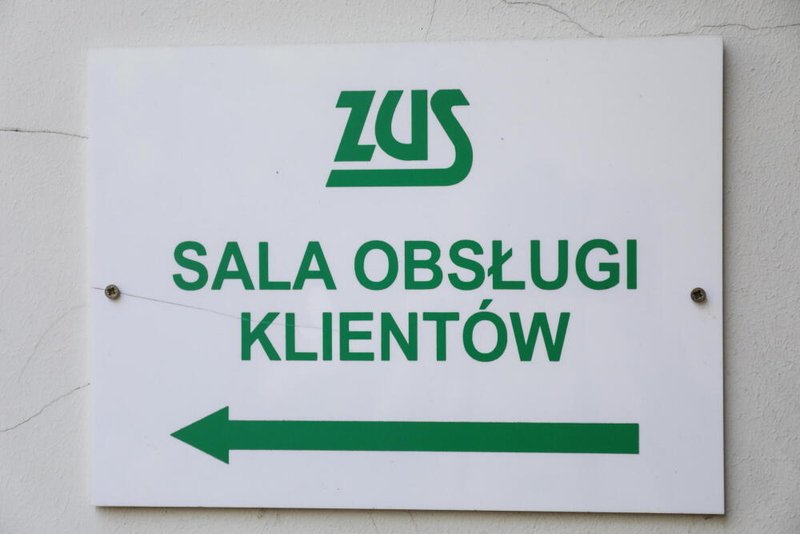 ZUS
SALA OBSŁUGI
KLIENTÓW